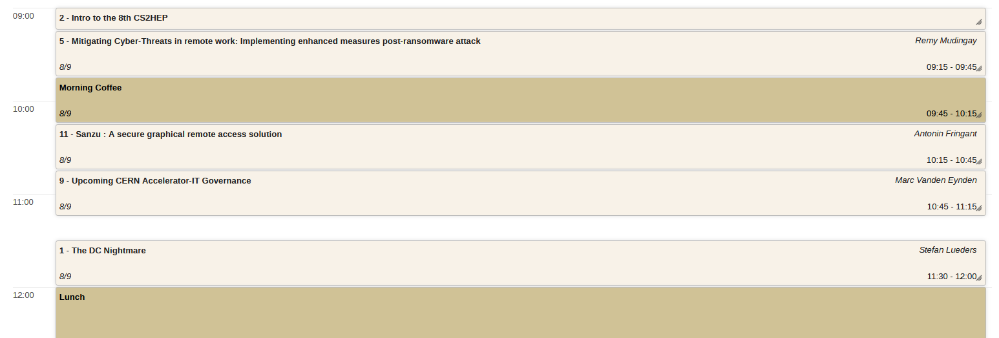 09:00
2 - Intro to the 8th CS2HEP
5 - Mitigating Cyber-Threats in remote work: Implementing enhanced measures post-ransomware attack Remy Mudingay
8/9 09:15 - 09:45
Morning Coffee
10:00
8/9 09:45 - 10:15
11 - Sanzu : A secure graphical remote access solution Antonin Fringant
8/9 10:15 - 10:45
9 - Upcoming CERN Accelerator-IT Governance Marc Vanden Eynden
11:00
8/9 10:45 - 11:15
1 - The DC Nightmare Stefan Lueders
8/9 11:30 - 12:00
12:00
Lunch